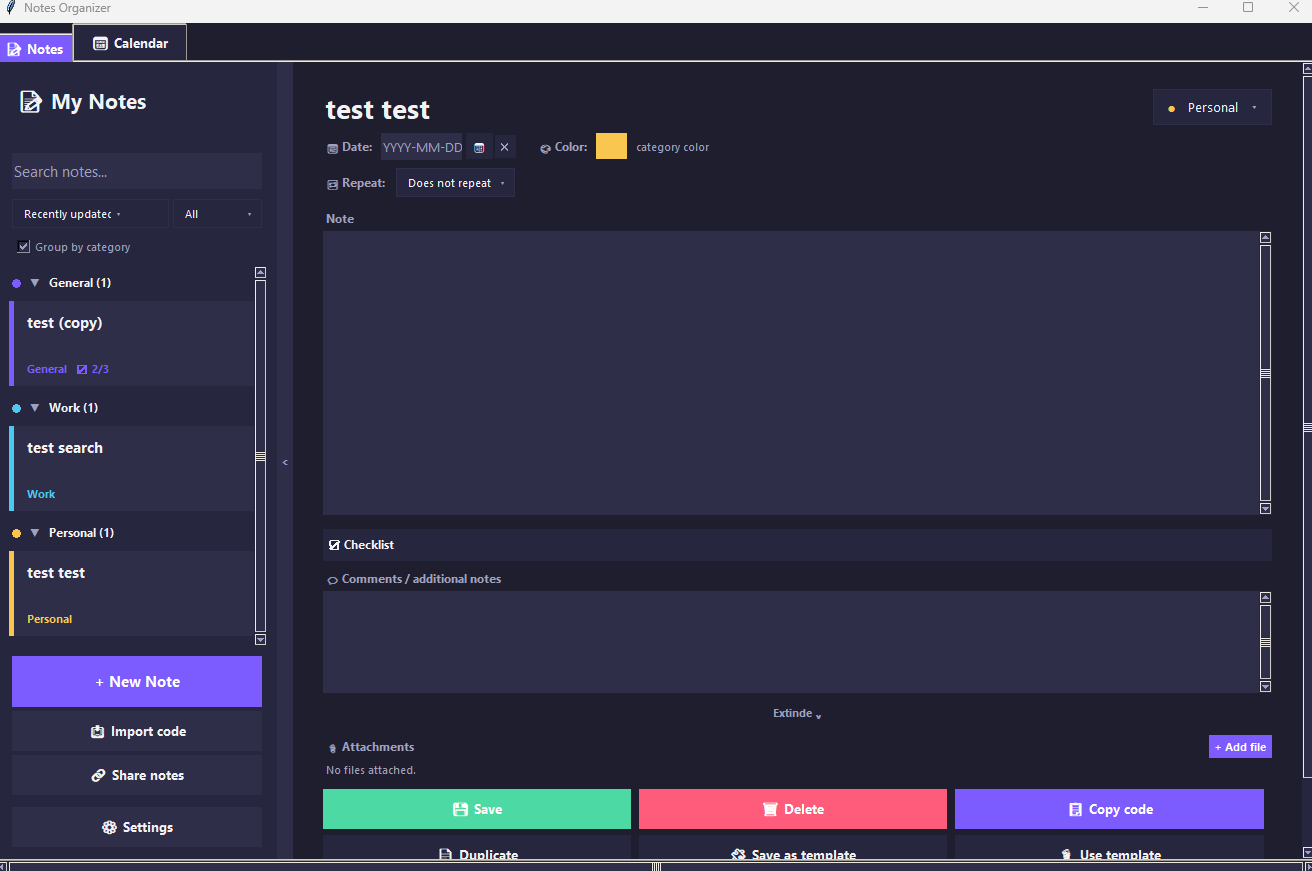 Notes Organizer
Notes
Calendar
My Notes
Search notes...
Recently updatec
All
Group by category
General (1)
test (copy)
General 2/3
Work (1)
test search
Work
Personal (1)
test test
Personal
+ New Note
Import code
Share notes
Settings
<
test test
Personal
Date: YYYY-MM-DD
Color: category color
Repeat: Does not repeat
Note
Checklist
Comments / additional notes
Extinde
Attachments
+ Add file
No files attached.
Save
Delete
Copy code
Duplicate
Save as template
Use template